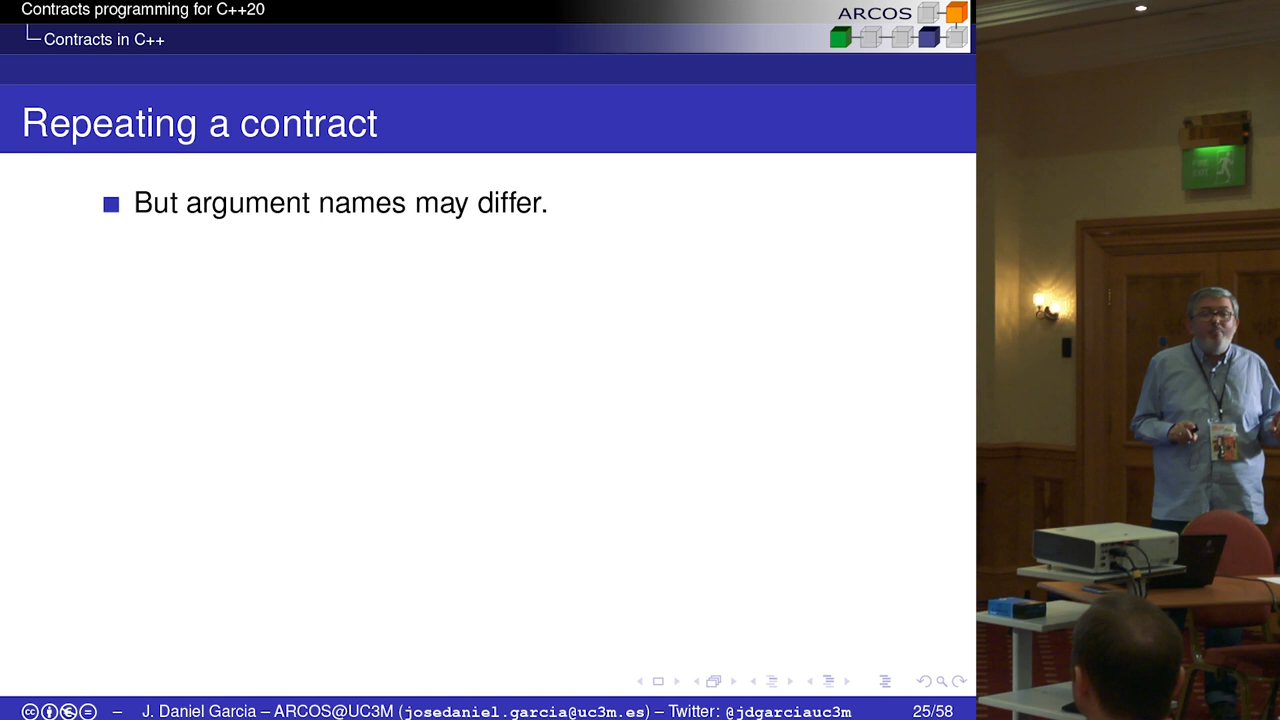 Contracts programming for C++20
Contracts in C++
ARCOS
Repeating a contract
But argument names may differ.
– J. Daniel Garcia – ARCOS@UC3M (josedaniel.garcia@uc3m.es) – Twitter: @jdgarciauc3m 25/58